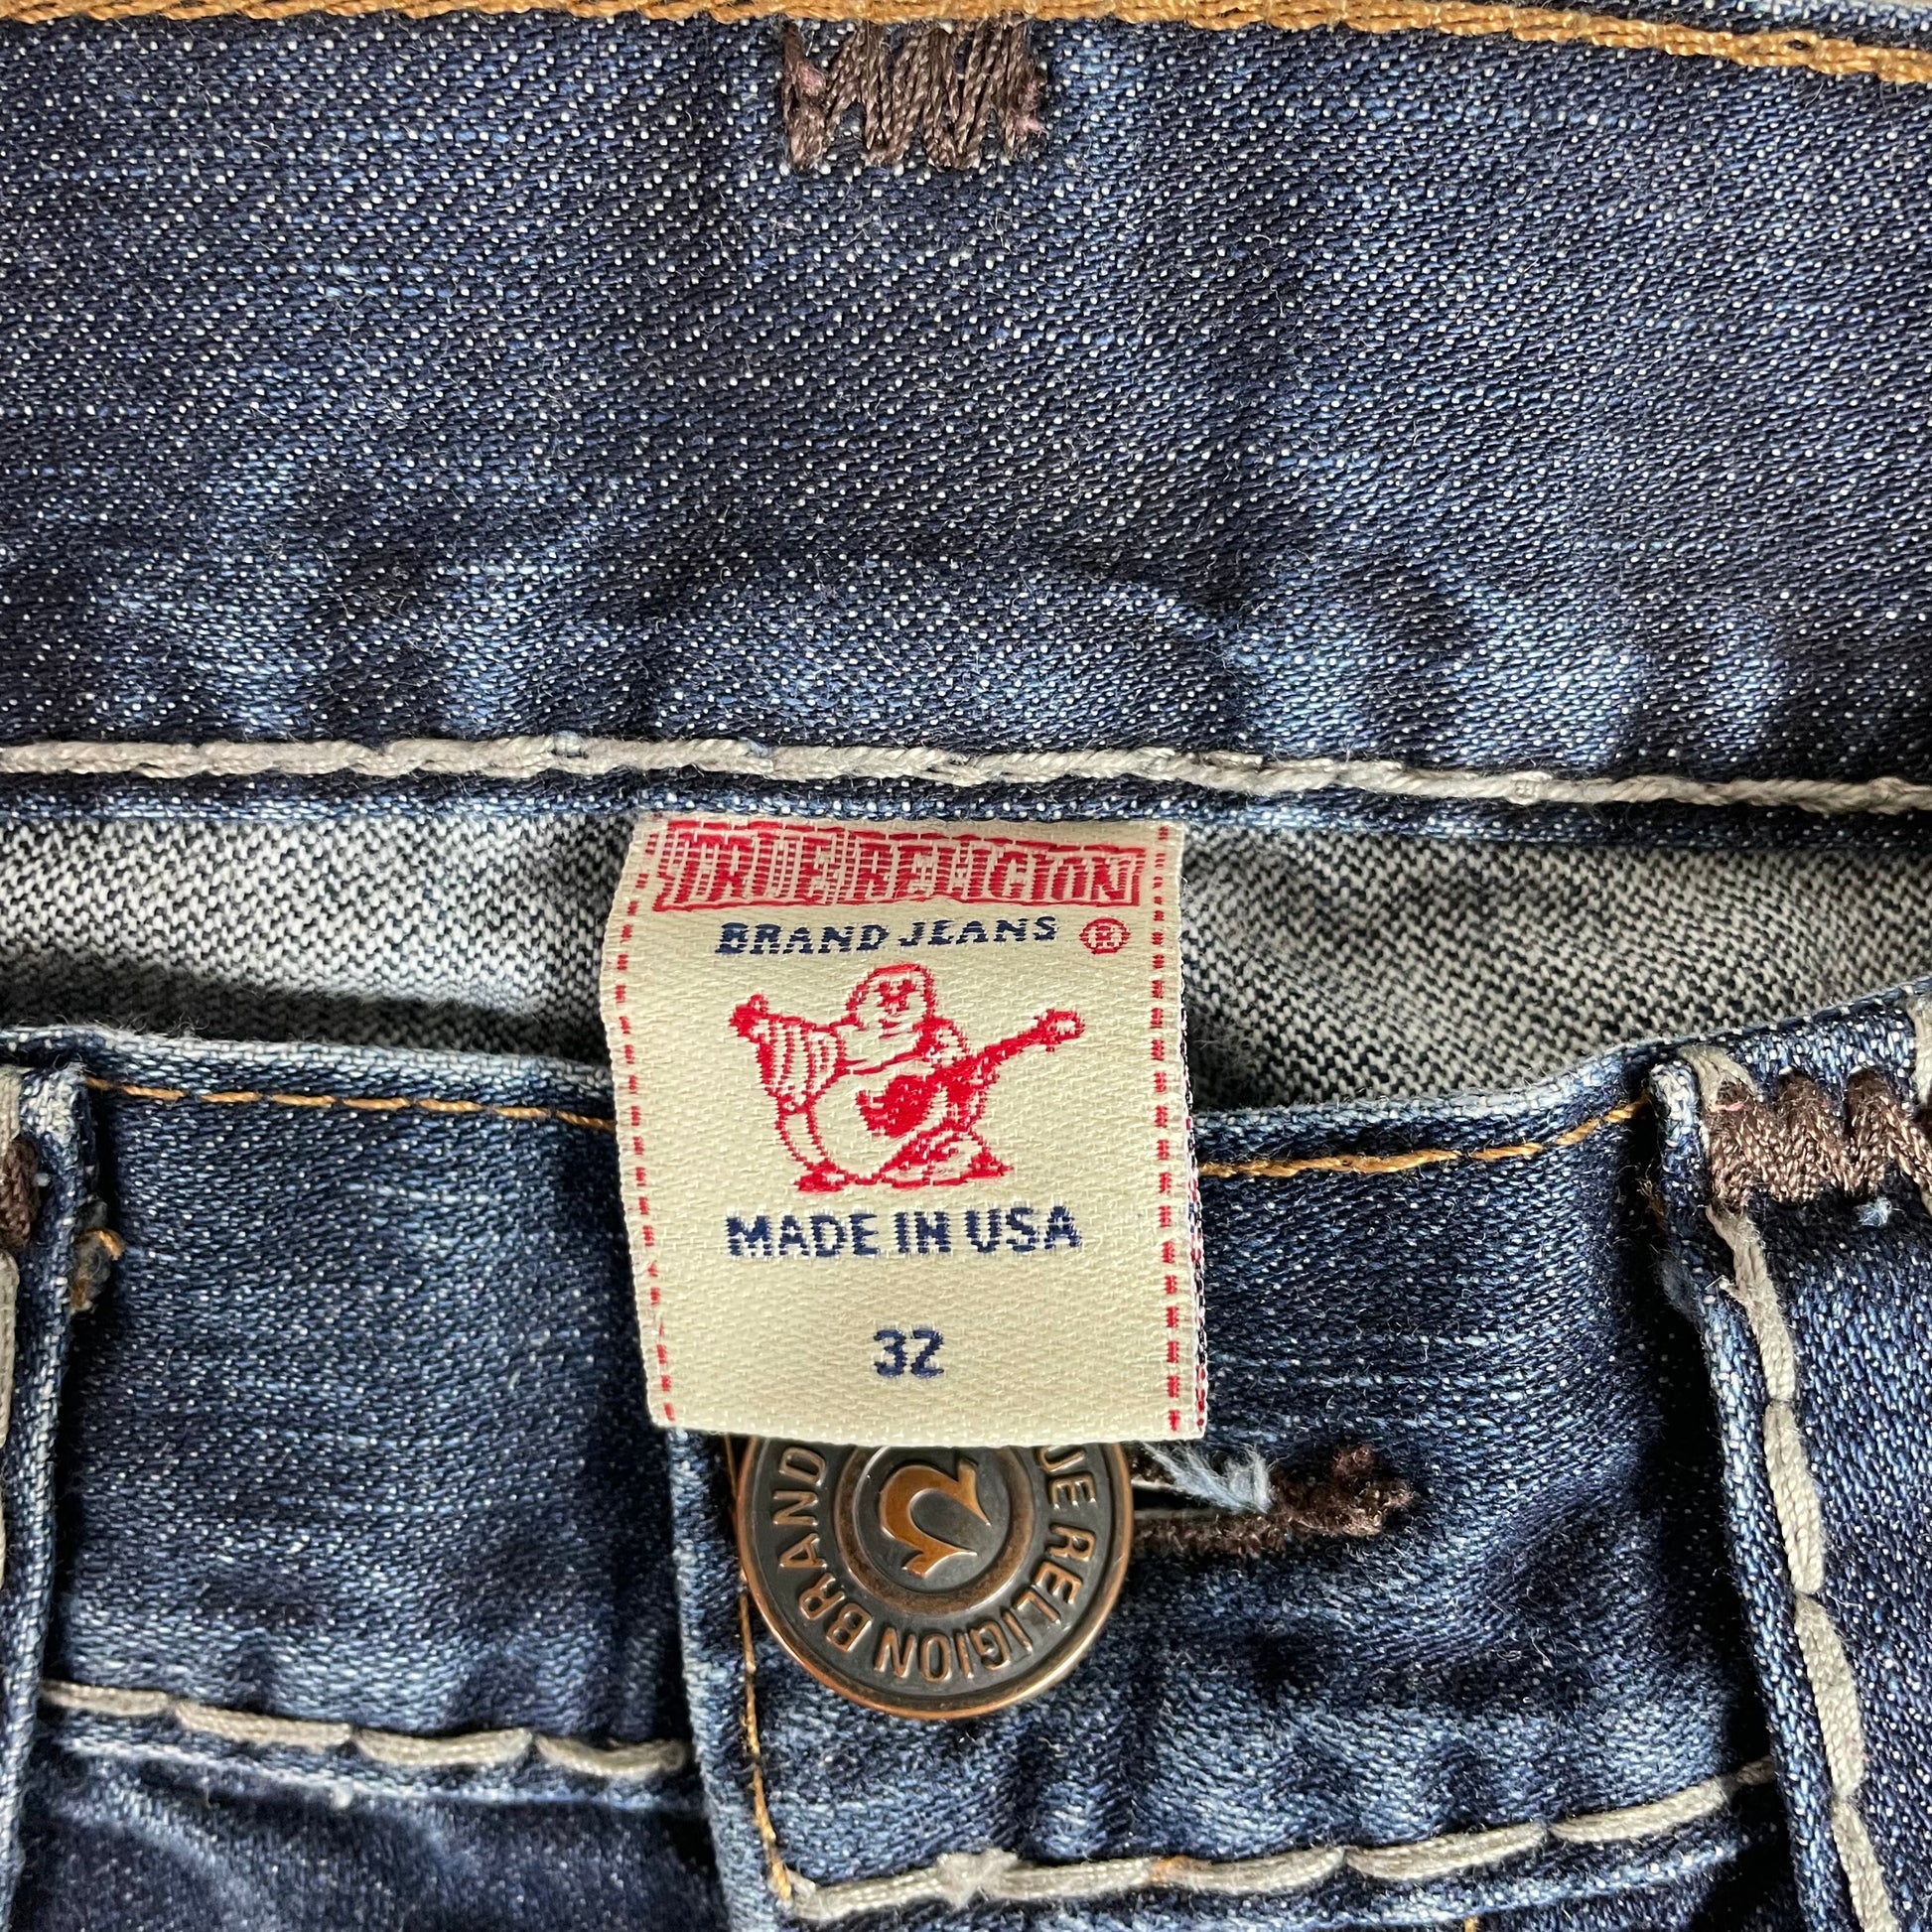 TRUE RELIGION
BRAND JEANS ®
MADE IN USA
32
RELIGION BRAND